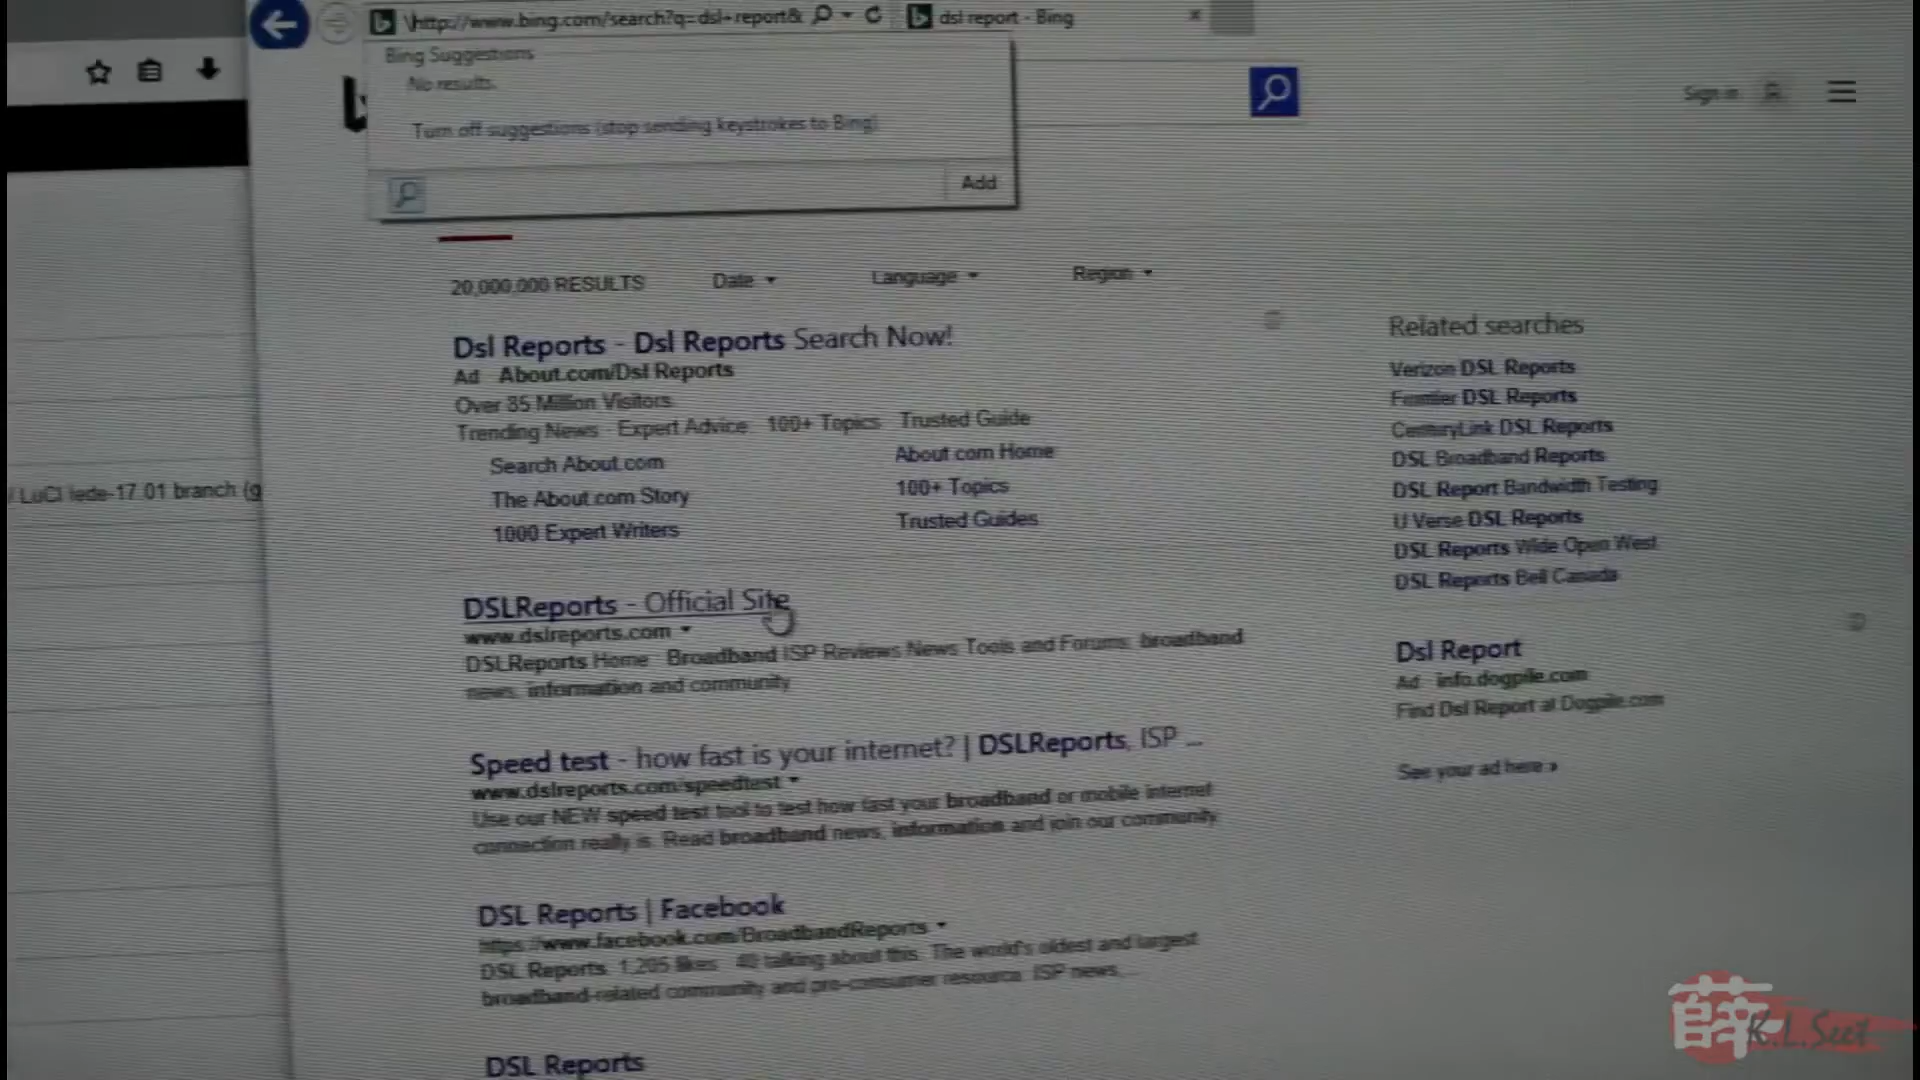 http://www.bing.com/search?q=dsl+report&
dsl report - Bing
Bing Suggestions
No results.
Turn off suggestions (stop sending keystrokes to Bing)
Add
Sign in
20,000,000 RESULTS
Date
Language
Region
Dsl Reports - Dsl Reports Search Now!
Ad About.com/Dsl Reports
Over 35 Million Visitors
Trending News · Expert Advice · 100+ Topics · Trusted Guide
Search About.com
About.com Home
The About.com Story
100+ Topics
1000 Expert Writers
Trusted Guides
DSLReports - Official Site
www.dslreports.com
DSLReports Home · Broadband ISP Reviews News Tools and Forums. broadband
news, information and community
Speed test - how fast is your internet? | DSLReports, ISP ...
www.dslreports.com/speedtest
Use our NEW speed test tool to test how fast your broadband or mobile internet
connection really is. Read broadband news, information and join our community
DSL Reports | Facebook
https://www.facebook.com/BroadbandReports
DSL Reports. 1,205 likes · 40 talking about this. The world's oldest and largest
broadband-related community and pro-consumer resource. ISP news, ...
DSL Reports
Related searches
Verizon DSL Reports
Frontier DSL Reports
CenturyLink DSL Reports
DSL Broadband Reports
DSL Report Bandwidth Testing
U Verse DSL Reports
DSL Reports Wide Open West
DSL Reports Bell Canada
Dsl Report
Ad info.dogpile.com
Find Dsl Report at Dogpile.com
See your ad here »
/ LuCI lede-17.01 branch (g
薛 K.L.Seet